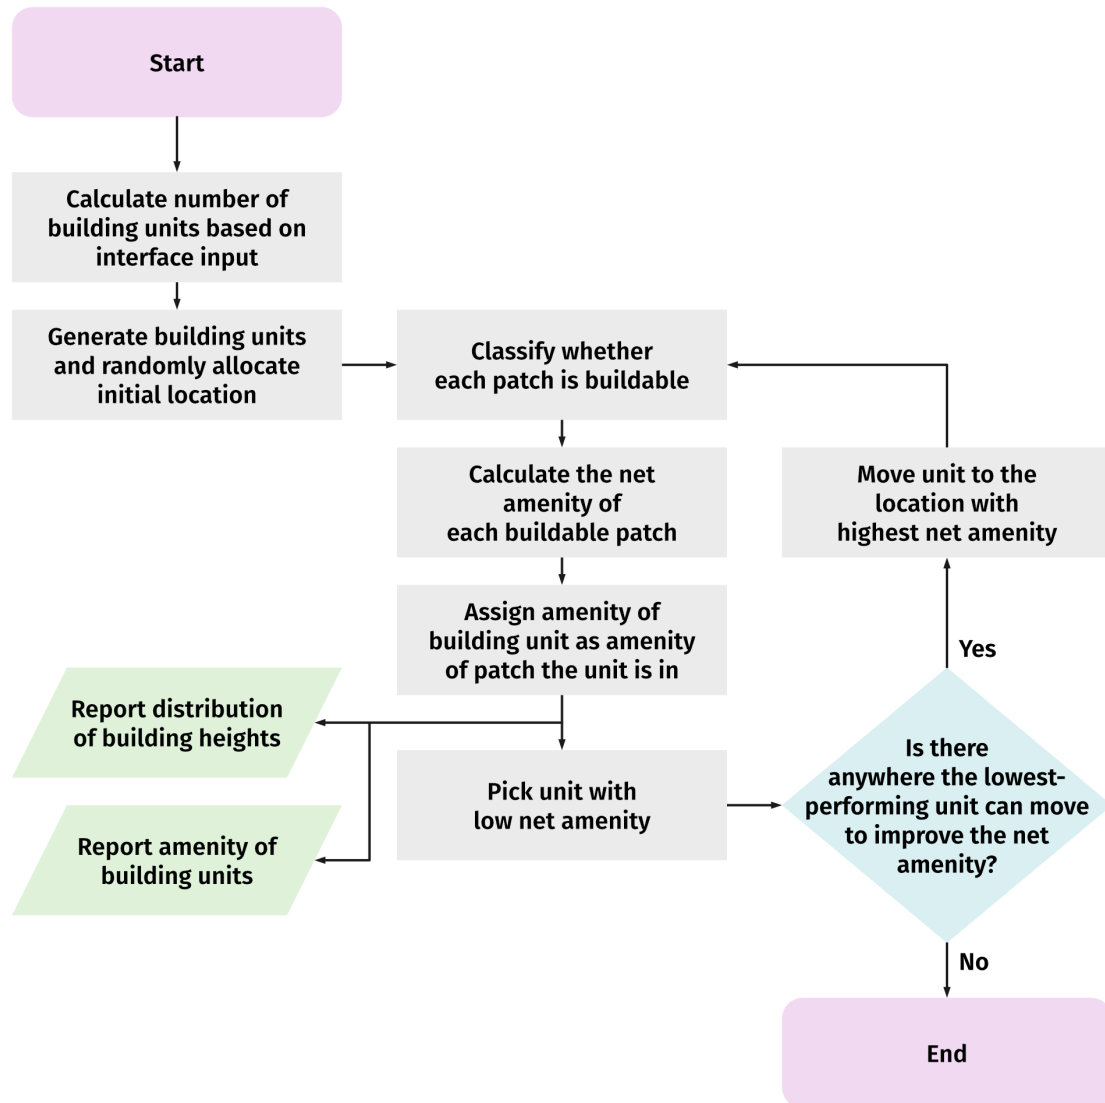 Start
Calculate number of
building units based on
interface input
Generate building units
and randomly allocate
initial location
Classify whether
each patch is buildable
Calculate the net
amenity of
each buildable patch
Move unit to the
location with
highest net amenity
Assign amenity of
building unit as amenity
of patch the unit is in
Yes
Report distribution
of building heights
Pick unit with
low net amenity
Is there
anywhere the lowest-
performing unit can move
to improve the net
amenity?
Report amenity of
building units
No
End